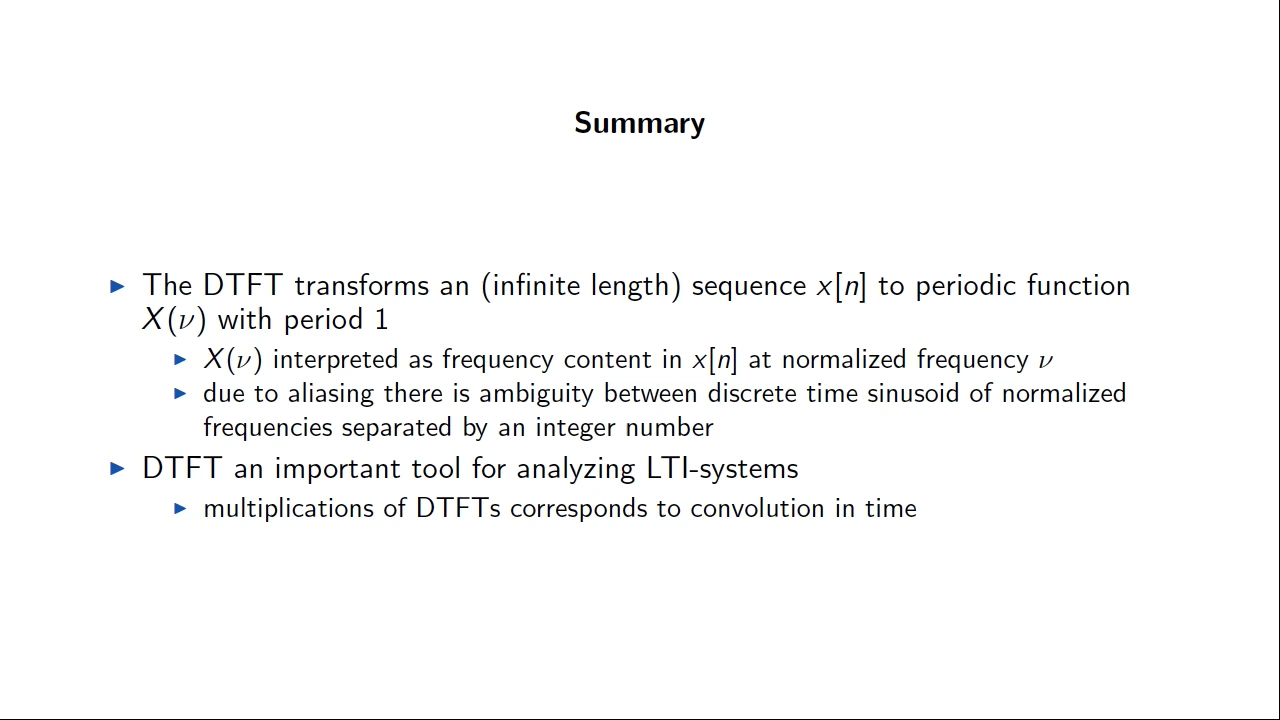 Summary
▶ The DTFT transforms an (infinite length) sequence x[n] to periodic function
X(ν) with period 1
▶ X(ν) interpreted as frequency content in x[n] at normalized frequency ν
▶ due to aliasing there is ambiguity between discrete time sinusoid of normalized
frequencies separated by an integer number
▶ DTFT an important tool for analyzing LTI-systems
▶ multiplications of DTFTs corresponds to convolution in time